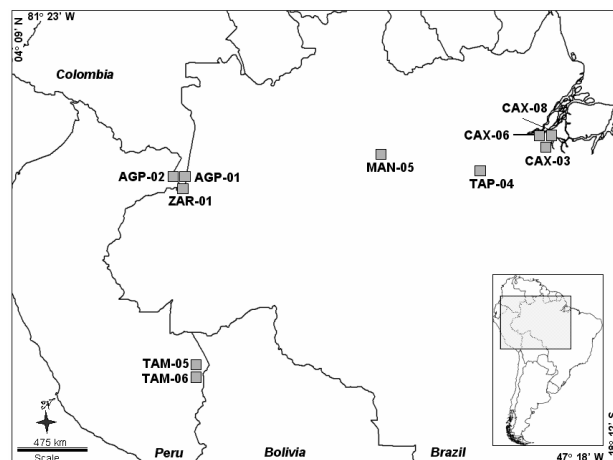 81° 23' W
04° 09' N
Colombia
CAX-08
CAX-06
CAX-03
MAN-05
TAP-04
AGP-02
AGP-01
ZAR-01
TAM-05
TAM-06
475 km
Scale
Peru
Bolivia
Brazil
47° 18' W